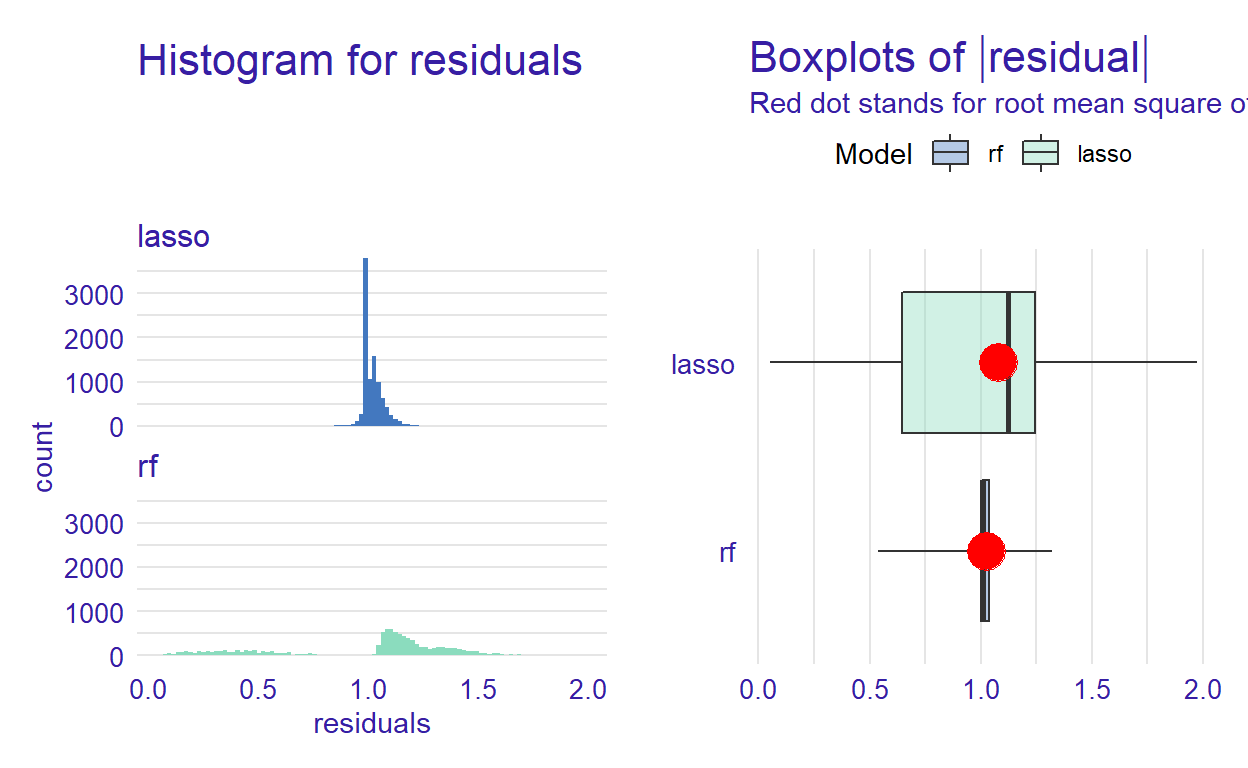 Histogram for residuals
lasso
3000
2000
1000
0
rf
3000
2000
1000
0
count
0.0 0.5 1.0 1.5 2.0
residuals
Boxplots of |residual|
Red dot stands for root mean square of
Model rf lasso
lasso
rf
0.0 0.5 1.0 1.5 2.0